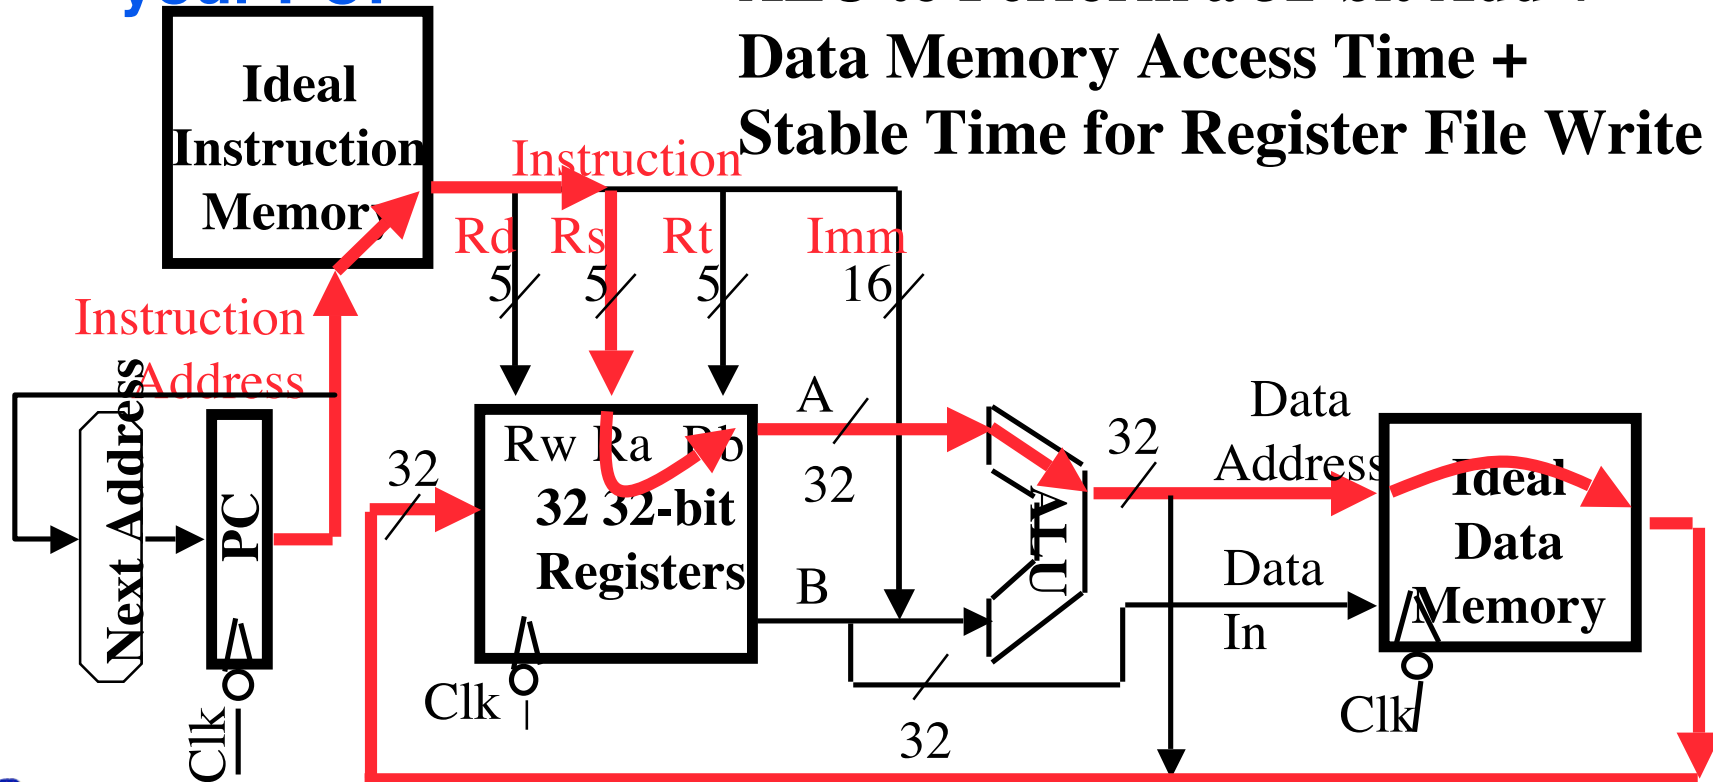 Data Memory Access Time +
Stable Time for Register File Write
Ideal
Instruction
Memory
Instruction
Rd
Rs
Rt
Imm
5
5
5
16
Instruction
Address
Next Address
PC
Clk
32
Rw Ra Rb
32 32-bit
Registers
Clk
A
32
B
32
ALU
32
Data
Address
Data
In
Ideal
Data
Memory
Clk